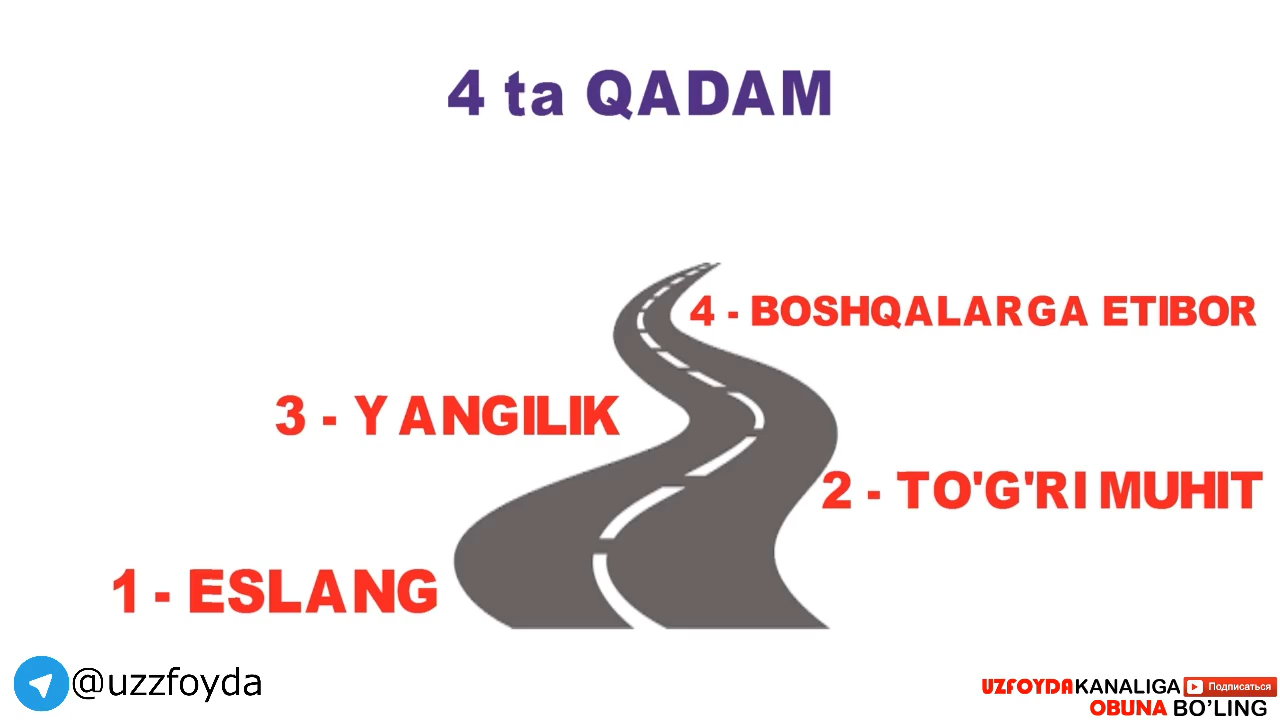 4 ta QADAM
4 - BOSHQALARGA ETIBOR
3 - YANGILIK
2 - TO'G'RI MUHIT
1 - ESLANG
@uzzfoyda
UZFOYDA KANALIGA Подписаться
OBUNA BO’LING